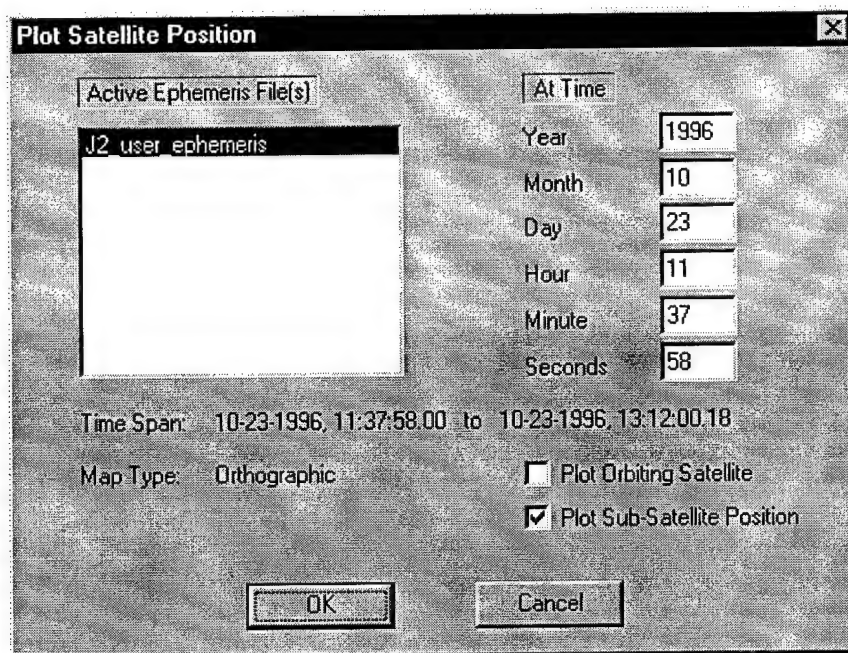 Plot Satellite Position
Active Ephemeris File(s)
J2_user_ephemeris
At Time
Year 1996
Month 10
Day 23
Hour 11
Minute 37
Seconds 58
Time Span: 10-23-1996, 11:37:58.00 to 10-23-1996, 13:12:00.18
Map Type: Orthographic
Plot Orbiting Satellite
Plot Sub-Satellite Position
OK
Cancel